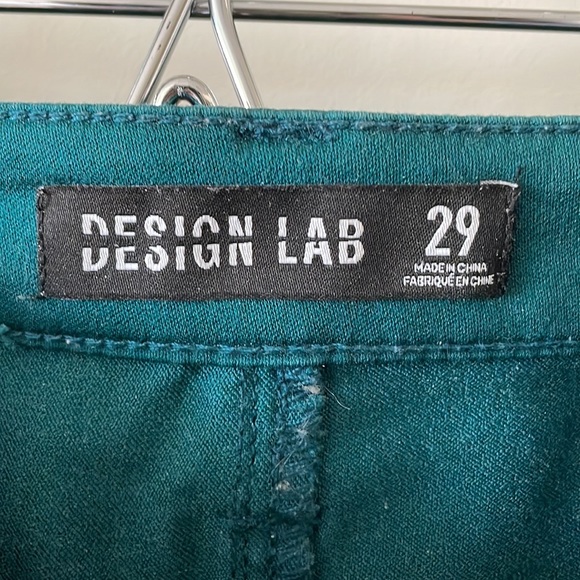 DESIGN LAB 29
MADE IN CHINA
FABRIQUÉ EN CHINE